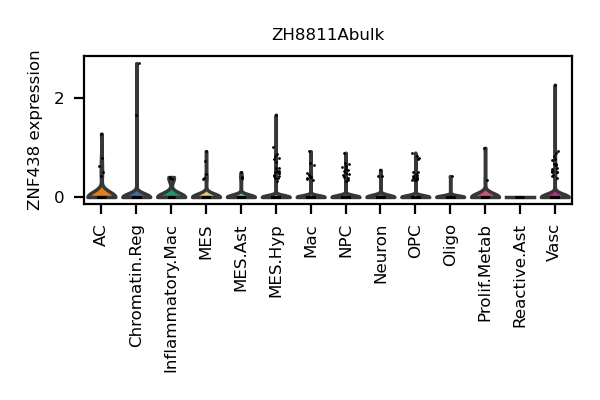 ZH8811Abulk
ZNF438 expression
2
0
AC
Chromatin.Reg
Inflammatory.Mac
MES
MES.Ast
MES.Hyp
Mac
NPC
Neuron
OPC
Oligo
Prolif.Metab
Reactive.Ast
Vasc